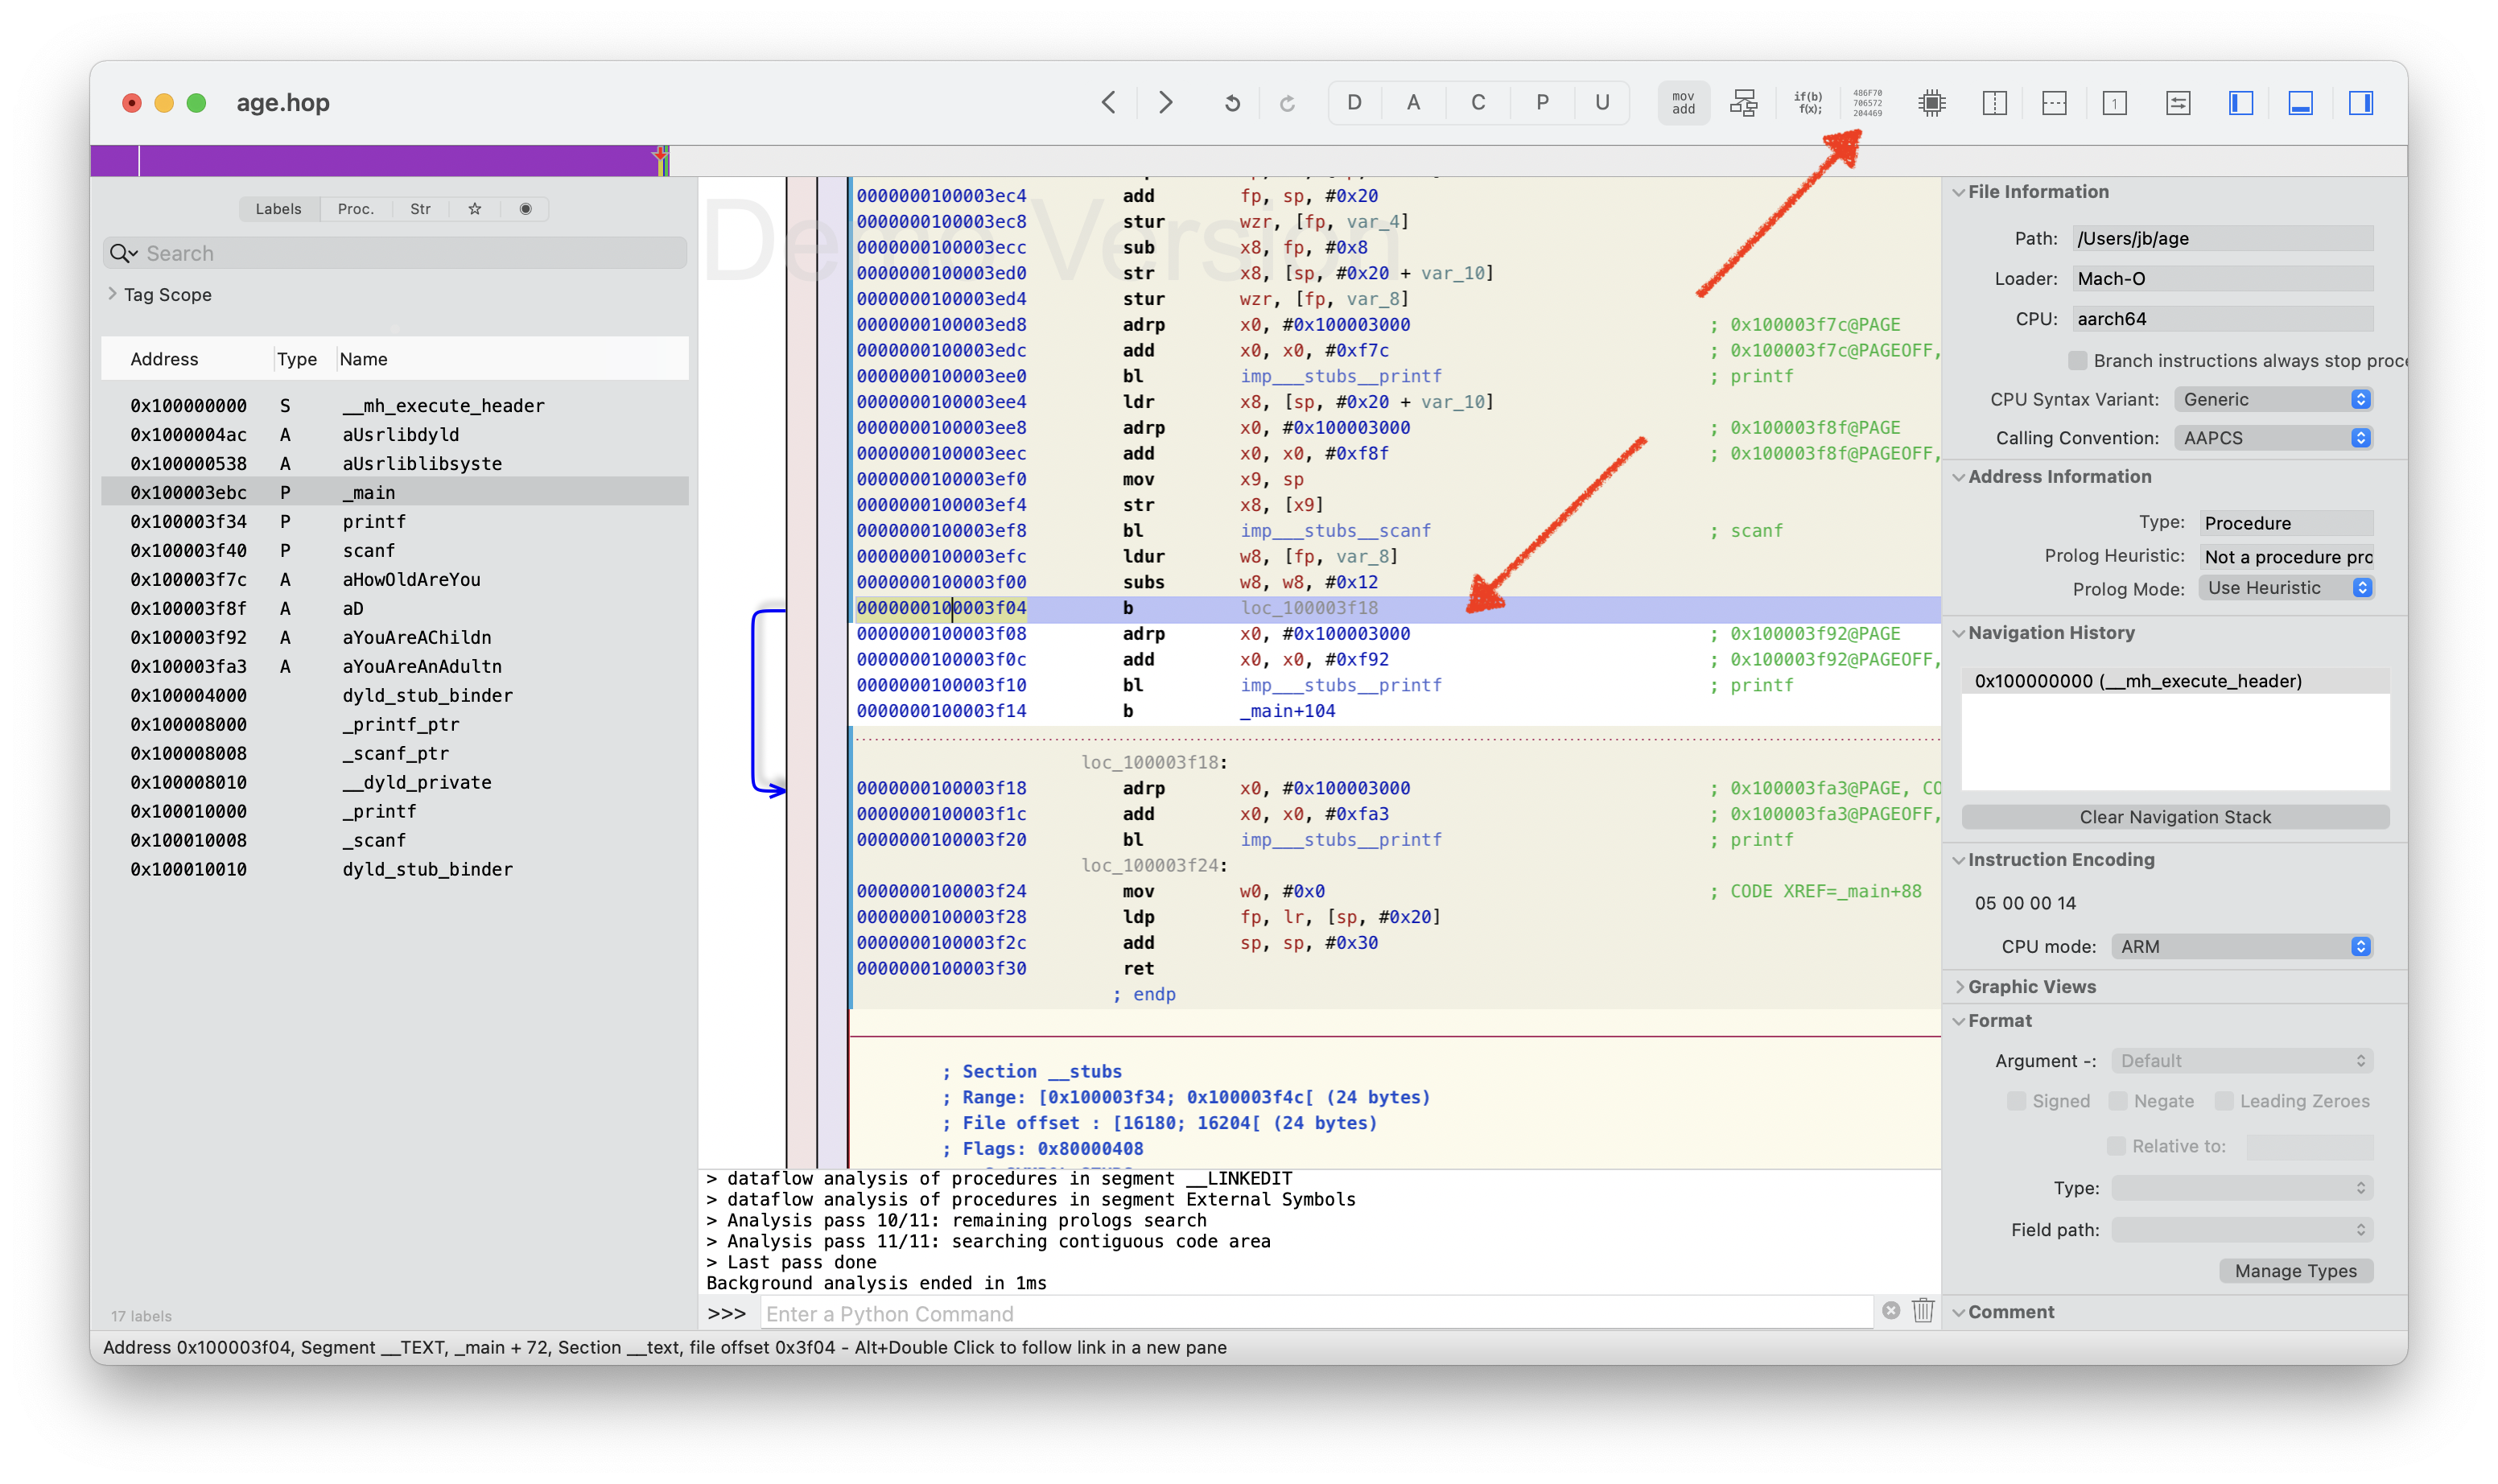 age.hop
D A C P U
mov
add
if(b)
f(x);
486F70
706572
204469
1
Labels Proc. Str
Search
Tag Scope
Address Type Name
0x100000000 S __mh_execute_header
0x1000004ac A aUsrlibdyld
0x100000538 A aUsrliblibsyste
0x100003ebc P _main
0x100003f34 P printf
0x100003f40 P scanf
0x100003f7c A aHowOldAreYou
0x100003f8f A aD
0x100003f92 A aYouAreAChildn
0x100003fa3 A aYouAreAnAdultn
0x100004000 dyld_stub_binder
0x100008000 _printf_ptr
0x100008008 _scanf_ptr
0x100008010 __dyld_private
0x100010000 _printf
0x100010008 _scanf
0x100010010 dyld_stub_binder
17 labels
Demo Version
0000000100003ec4 add fp, sp, #0x20
0000000100003ec8 stur wzr, [fp, var_4]
0000000100003ecc sub x8, fp, #0x8
0000000100003ed0 str x8, [sp, #0x20 + var_10]
0000000100003ed4 stur wzr, [fp, var_8]
0000000100003ed8 adrp x0, #0x100003000 ; 0x100003f7c@PAGE
0000000100003edc add x0, x0, #0xf7c ; 0x100003f7c@PAGEOFF,
0000000100003ee0 bl imp___stubs__printf ; printf
0000000100003ee4 ldr x8, [sp, #0x20 + var_10]
0000000100003ee8 adrp x0, #0x100003000 ; 0x100003f8f@PAGE
0000000100003eec add x0, x0, #0xf8f ; 0x100003f8f@PAGEOFF,
0000000100003ef0 mov x9, sp
0000000100003ef4 str x8, [x9]
0000000100003ef8 bl imp___stubs__scanf ; scanf
0000000100003efc ldur w8, [fp, var_8]
0000000100003f00 subs w8, w8, #0x12
0000000100003f04 b loc_100003f18
0000000100003f08 adrp x0, #0x100003000 ; 0x100003f92@PAGE
0000000100003f0c add x0, x0, #0xf92 ; 0x100003f92@PAGEOFF,
0000000100003f10 bl imp___stubs__printf ; printf
0000000100003f14 b _main+104
loc_100003f18:
0000000100003f18 adrp x0, #0x100003000 ; 0x100003fa3@PAGE, CO
0000000100003f1c add x0, x0, #0xfa3 ; 0x100003fa3@PAGEOFF,
0000000100003f20 bl imp___stubs__printf ; printf
loc_100003f24:
0000000100003f24 mov w0, #0x0 ; CODE XREF=_main+88
0000000100003f28 ldp fp, lr, [sp, #0x20]
0000000100003f2c add sp, sp, #0x30
0000000100003f30 ret
; endp
; Section __stubs
; Range: [0x100003f34; 0x100003f4c[ (24 bytes)
; File offset : [16180; 16204[ (24 bytes)
; Flags: 0x80000408
> dataflow analysis of procedures in segment __LINKEDIT
> dataflow analysis of procedures in segment External Symbols
> Analysis pass 10/11: remaining prologs search
> Analysis pass 11/11: searching contiguous code area
> Last pass done
Background analysis ended in 1ms
>>> Enter a Python Command
File Information
Path: /Users/jb/age
Loader: Mach-O
CPU: aarch64
Branch instructions always stop proce
CPU Syntax Variant: Generic
Calling Convention: AAPCS
Address Information
Type: Procedure
Prolog Heuristic: Not a procedure pro
Prolog Mode: Use Heuristic
Navigation History
0x100000000 (__mh_execute_header)
Clear Navigation Stack
Instruction Encoding
05 00 00 14
CPU mode: ARM
Graphic Views
Format
Argument -: Default
Signed Negate Leading Zeroes
Relative to:
Type:
Field path:
Manage Types
Comment
Address 0x100003f04, Segment __TEXT, _main + 72, Section __text, file offset 0x3f04 - Alt+Double Click to follow link in a new pane